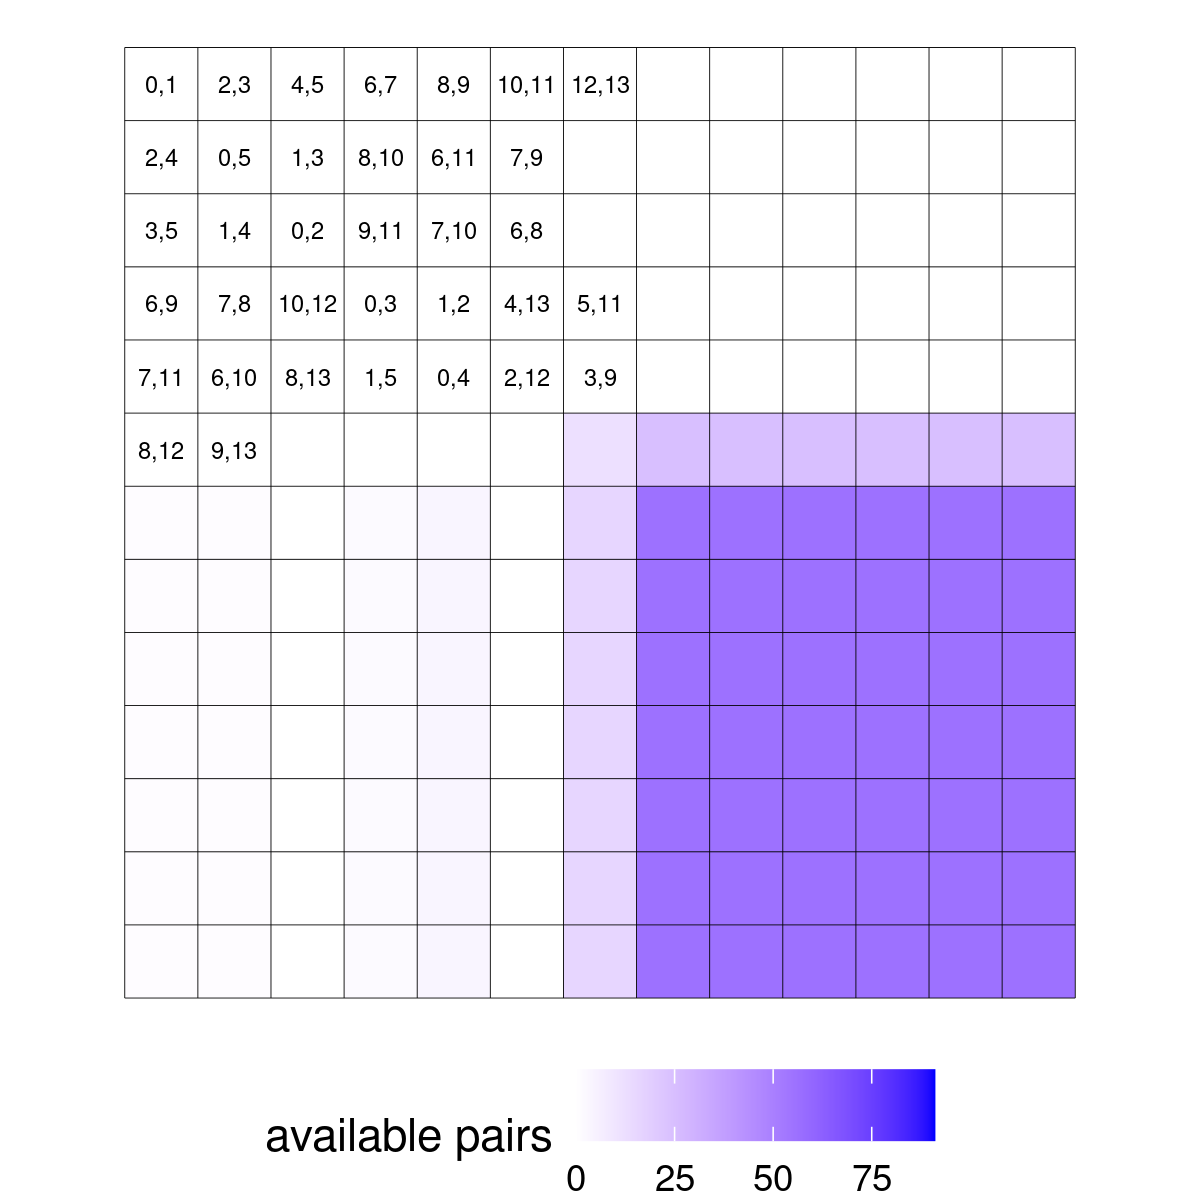 0,1 2,3 4,5 6,7 8,9 10,11 12,13
2,4 0,5 1,3 8,10 6,11 7,9
3,5 1,4 0,2 9,11 7,10 6,8
6,9 7,8 10,12 0,3 1,2 4,13 5,11
7,11 6,10 8,13 1,5 0,4 2,12 3,9
8,12 9,13
available pairs
0 25 50 75